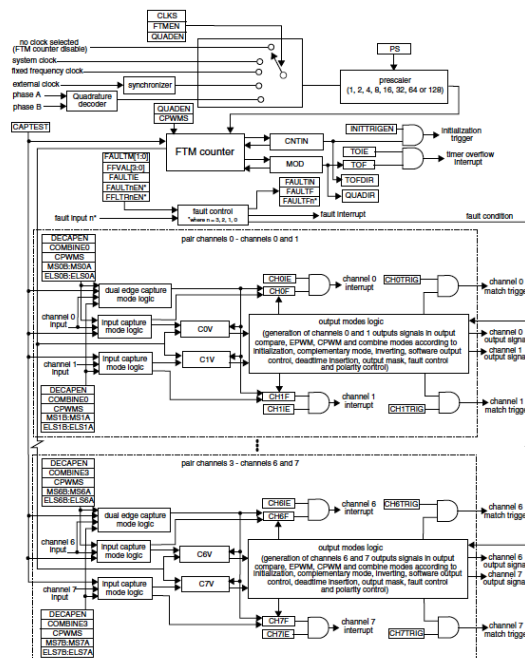 CLKS
FTMEN
QUADEN
no clock selected
(FTM counter disable)
system clock
fixed frequency clock
external clock
synchronizer
phase A
phase B
Quadrature
decoder
PS
prescaler
(1, 2, 4, 8, 16, 32, 64 or 128)
CAPTEST
QUADEN
CPWMS
FTM counter
CNTIN
MOD
INITTRIGEN
initialization
trigger
TOIE
TOF
timer overflow
interrupt
TOFDIR
QUADIR
FAULTM[1:0]
FFVAL[3:0]
FAULTIE
FAULTnEN*
FFLTRnEN*
fault input n*
fault control
*where n = 3, 2, 1, 0
FAULTIN
FAULTF
FAULTFn*
fault interrupt
fault condition
pair channels 0 - channels 0 and 1
DECAPEN
COMBINE0
CPWMS
MS0B:MS0A
ELS0B:ELS0A
dual edge capture
mode logic
channel 0
input
input capture
mode logic
C0V
channel 1
input
input capture
mode logic
C1V
CH0IE
CH0F
channel 0
interrupt
CH0TRIG
channel 0
match trigge
output modes logic
(generation of channels 0 and 1 outputs signals in output
compare, EPWM, CPWM and combine modes according to
initialization, complementary mode, inverting, software output
control, deadtime insertion, output mask, fault control
and polarity control)
channel 0
output signal
channel 1
output signal
CH1F
CH1IE
channel 1
interrupt
CH1TRIG
channel 1
match trigge
DECAPEN
COMBINE0
CPWMS
MS1B:MS1A
ELS1B:ELS1A
pair channels 3 - channels 6 and 7
DECAPEN
COMBINE3
CPWMS
MS6B:MS6A
ELS6B:ELS6A
dual edge capture
mode logic
channel 6
input
input capture
mode logic
C6V
channel 7
input
input capture
mode logic
C7V
CH6IE
CH6F
channel 6
interrupt
CH6TRIG
channel 6
match trigge
output modes logic
(generation of channels 6 and 7 outputs signals in output
compare, EPWM, CPWM and combine modes according to
initialization, complementary mode, inverting, software output
control, deadtime insertion, output mask, fault control
and polarity control)
channel 6
output signal
channel 7
output signal
CH7F
CH7IE
channel 7
interrupt
CH7TRIG
channel 7
match trigge
DECAPEN
COMBINE3
CPWMS
MS7B:MS7A
ELS7B:ELS7A